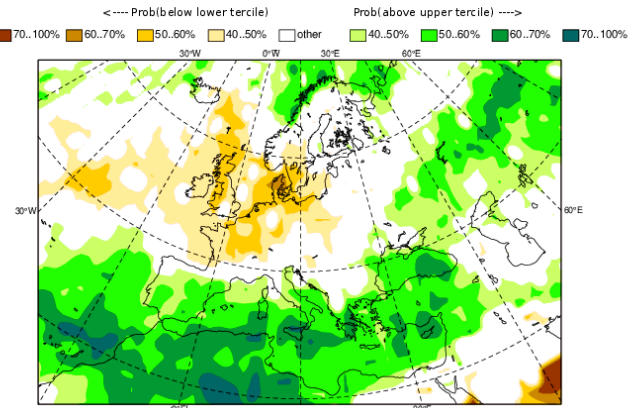 <---- Prob(below lower tercile) Prob(above upper tercile) ---->
70..100% 60..70% 50..60% 40..50% other 40..50% 50..60% 60..70% 70..100%
30°W 0°W 30°E 60°E
30°W 60°E